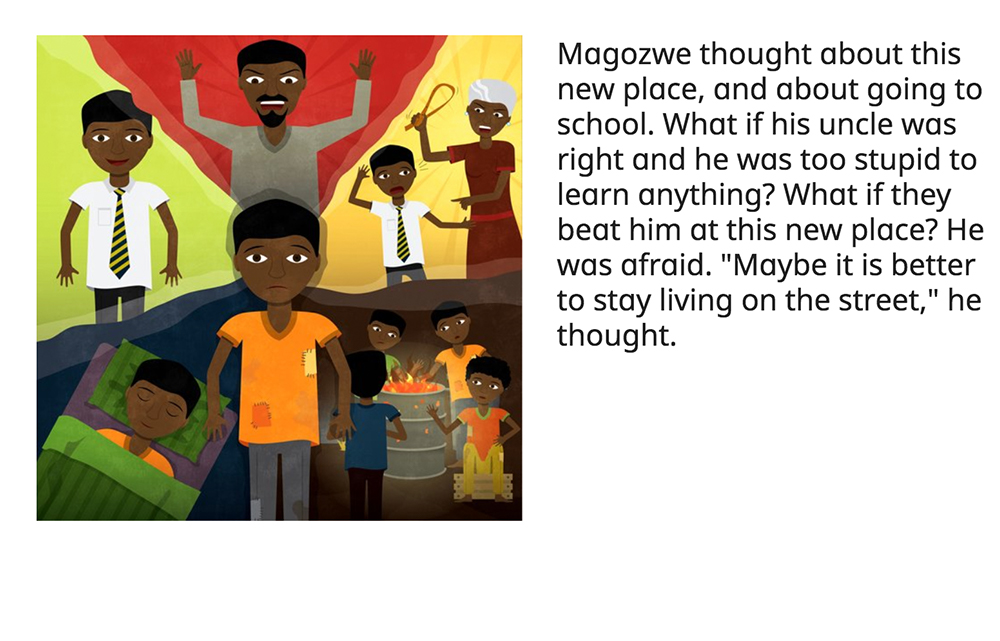 Magozwe thought about this
new place, and about going to
school. What if his uncle was
right and he was too stupid to
learn anything? What if they
beat him at this new place? He
was afraid. "Maybe it is better
to stay living on the street," he
thought.